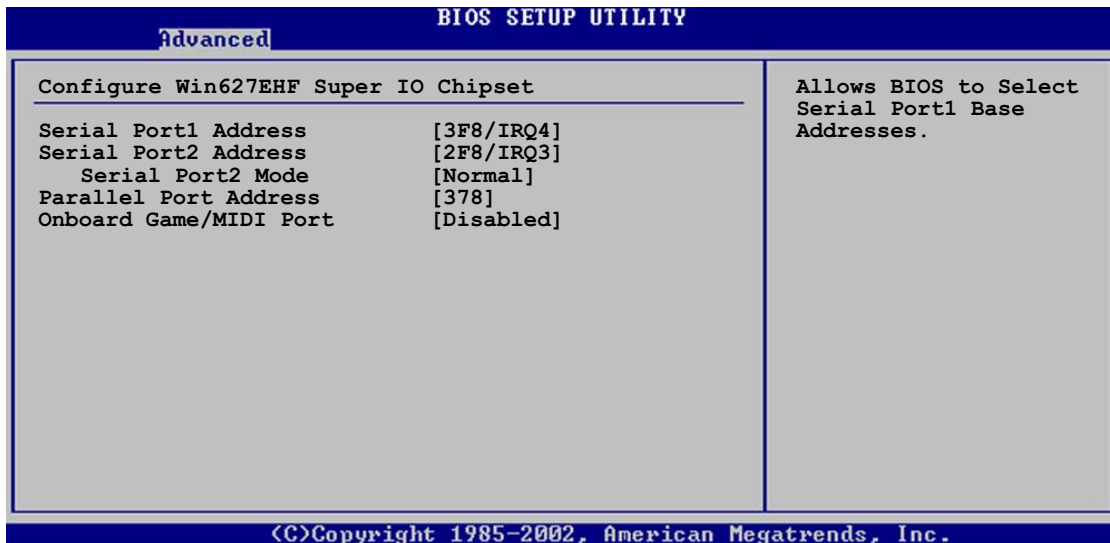 BIOS SETUP UTILITY
Advanced
Configure Win627EHF Super IO Chipset
Serial Port1 Address [3F8/IRQ4]
Serial Port2 Address [2F8/IRQ3]
Serial Port2 Mode [Normal]
Parallel Port Address [378]
Onboard Game/MIDI Port [Disabled]
Allows BIOS to Select
Serial Port1 Base
Addresses.
(C)Copyright 1985-2002, American Megatrends, Inc.